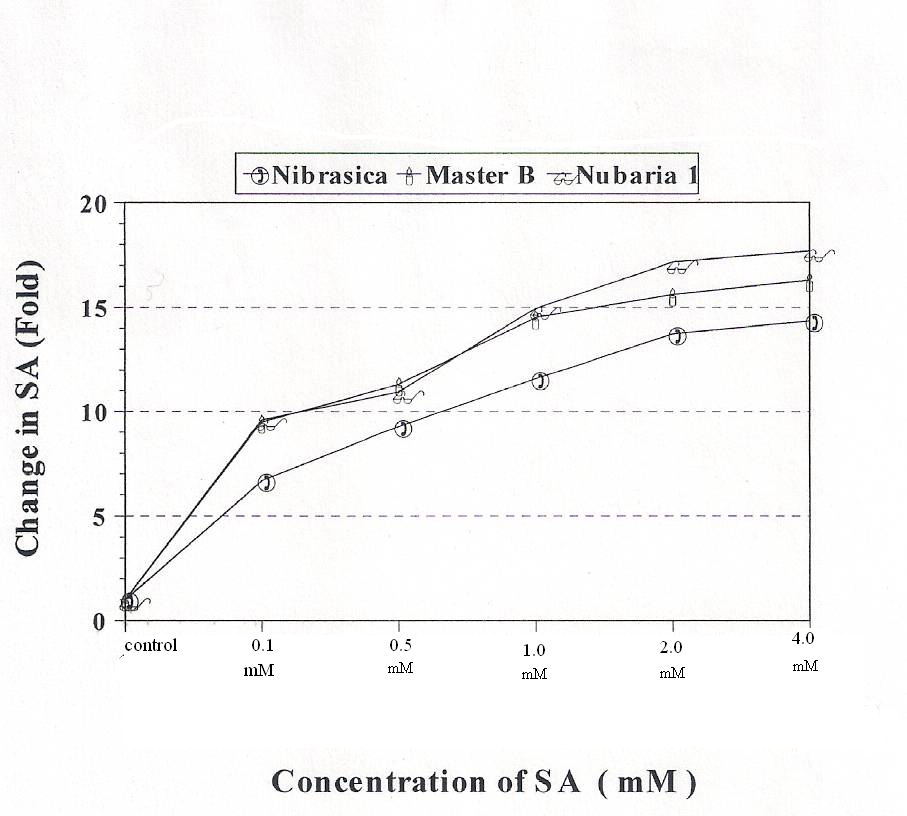 Nibrasica Master B Nubaria 1
20
15
10
5
0
Change in SA (Fold)
control 0.1 0.5 1.0 2.0 4.0
mM mM mM mM mM
Concentration of SA ( mM )